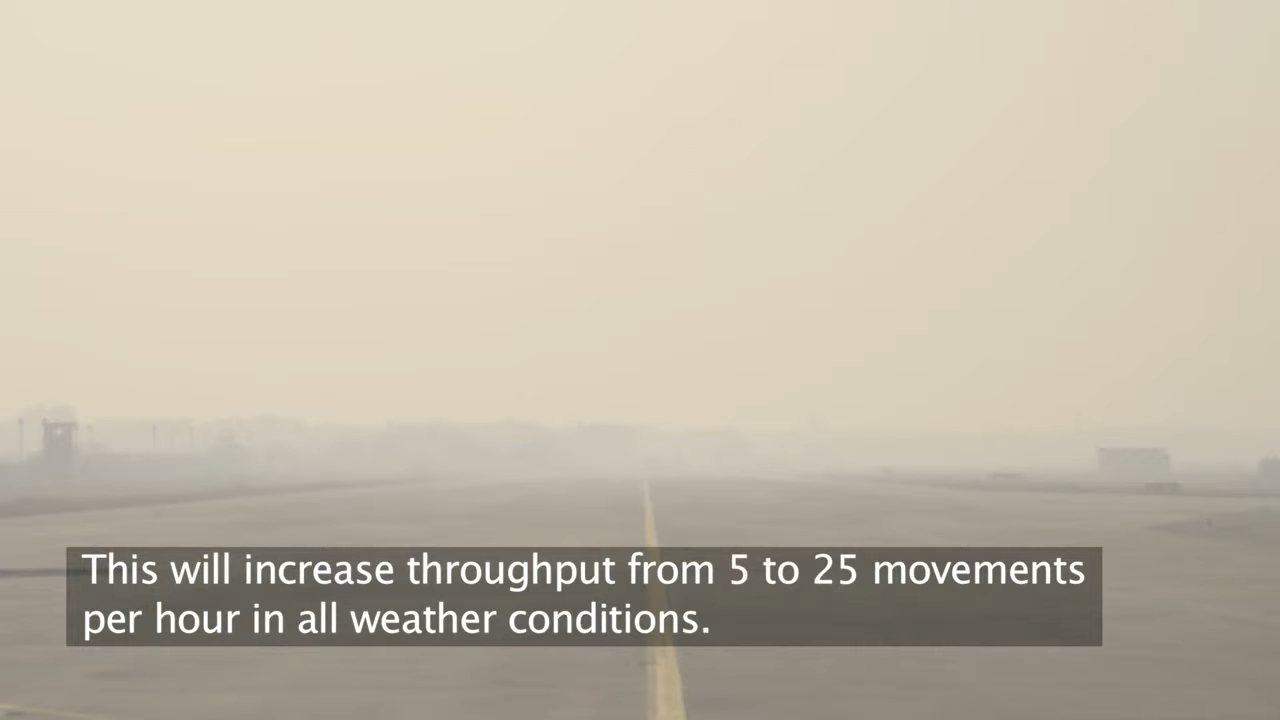 This will increase throughput from 5 to 25 movements
per hour in all weather conditions.